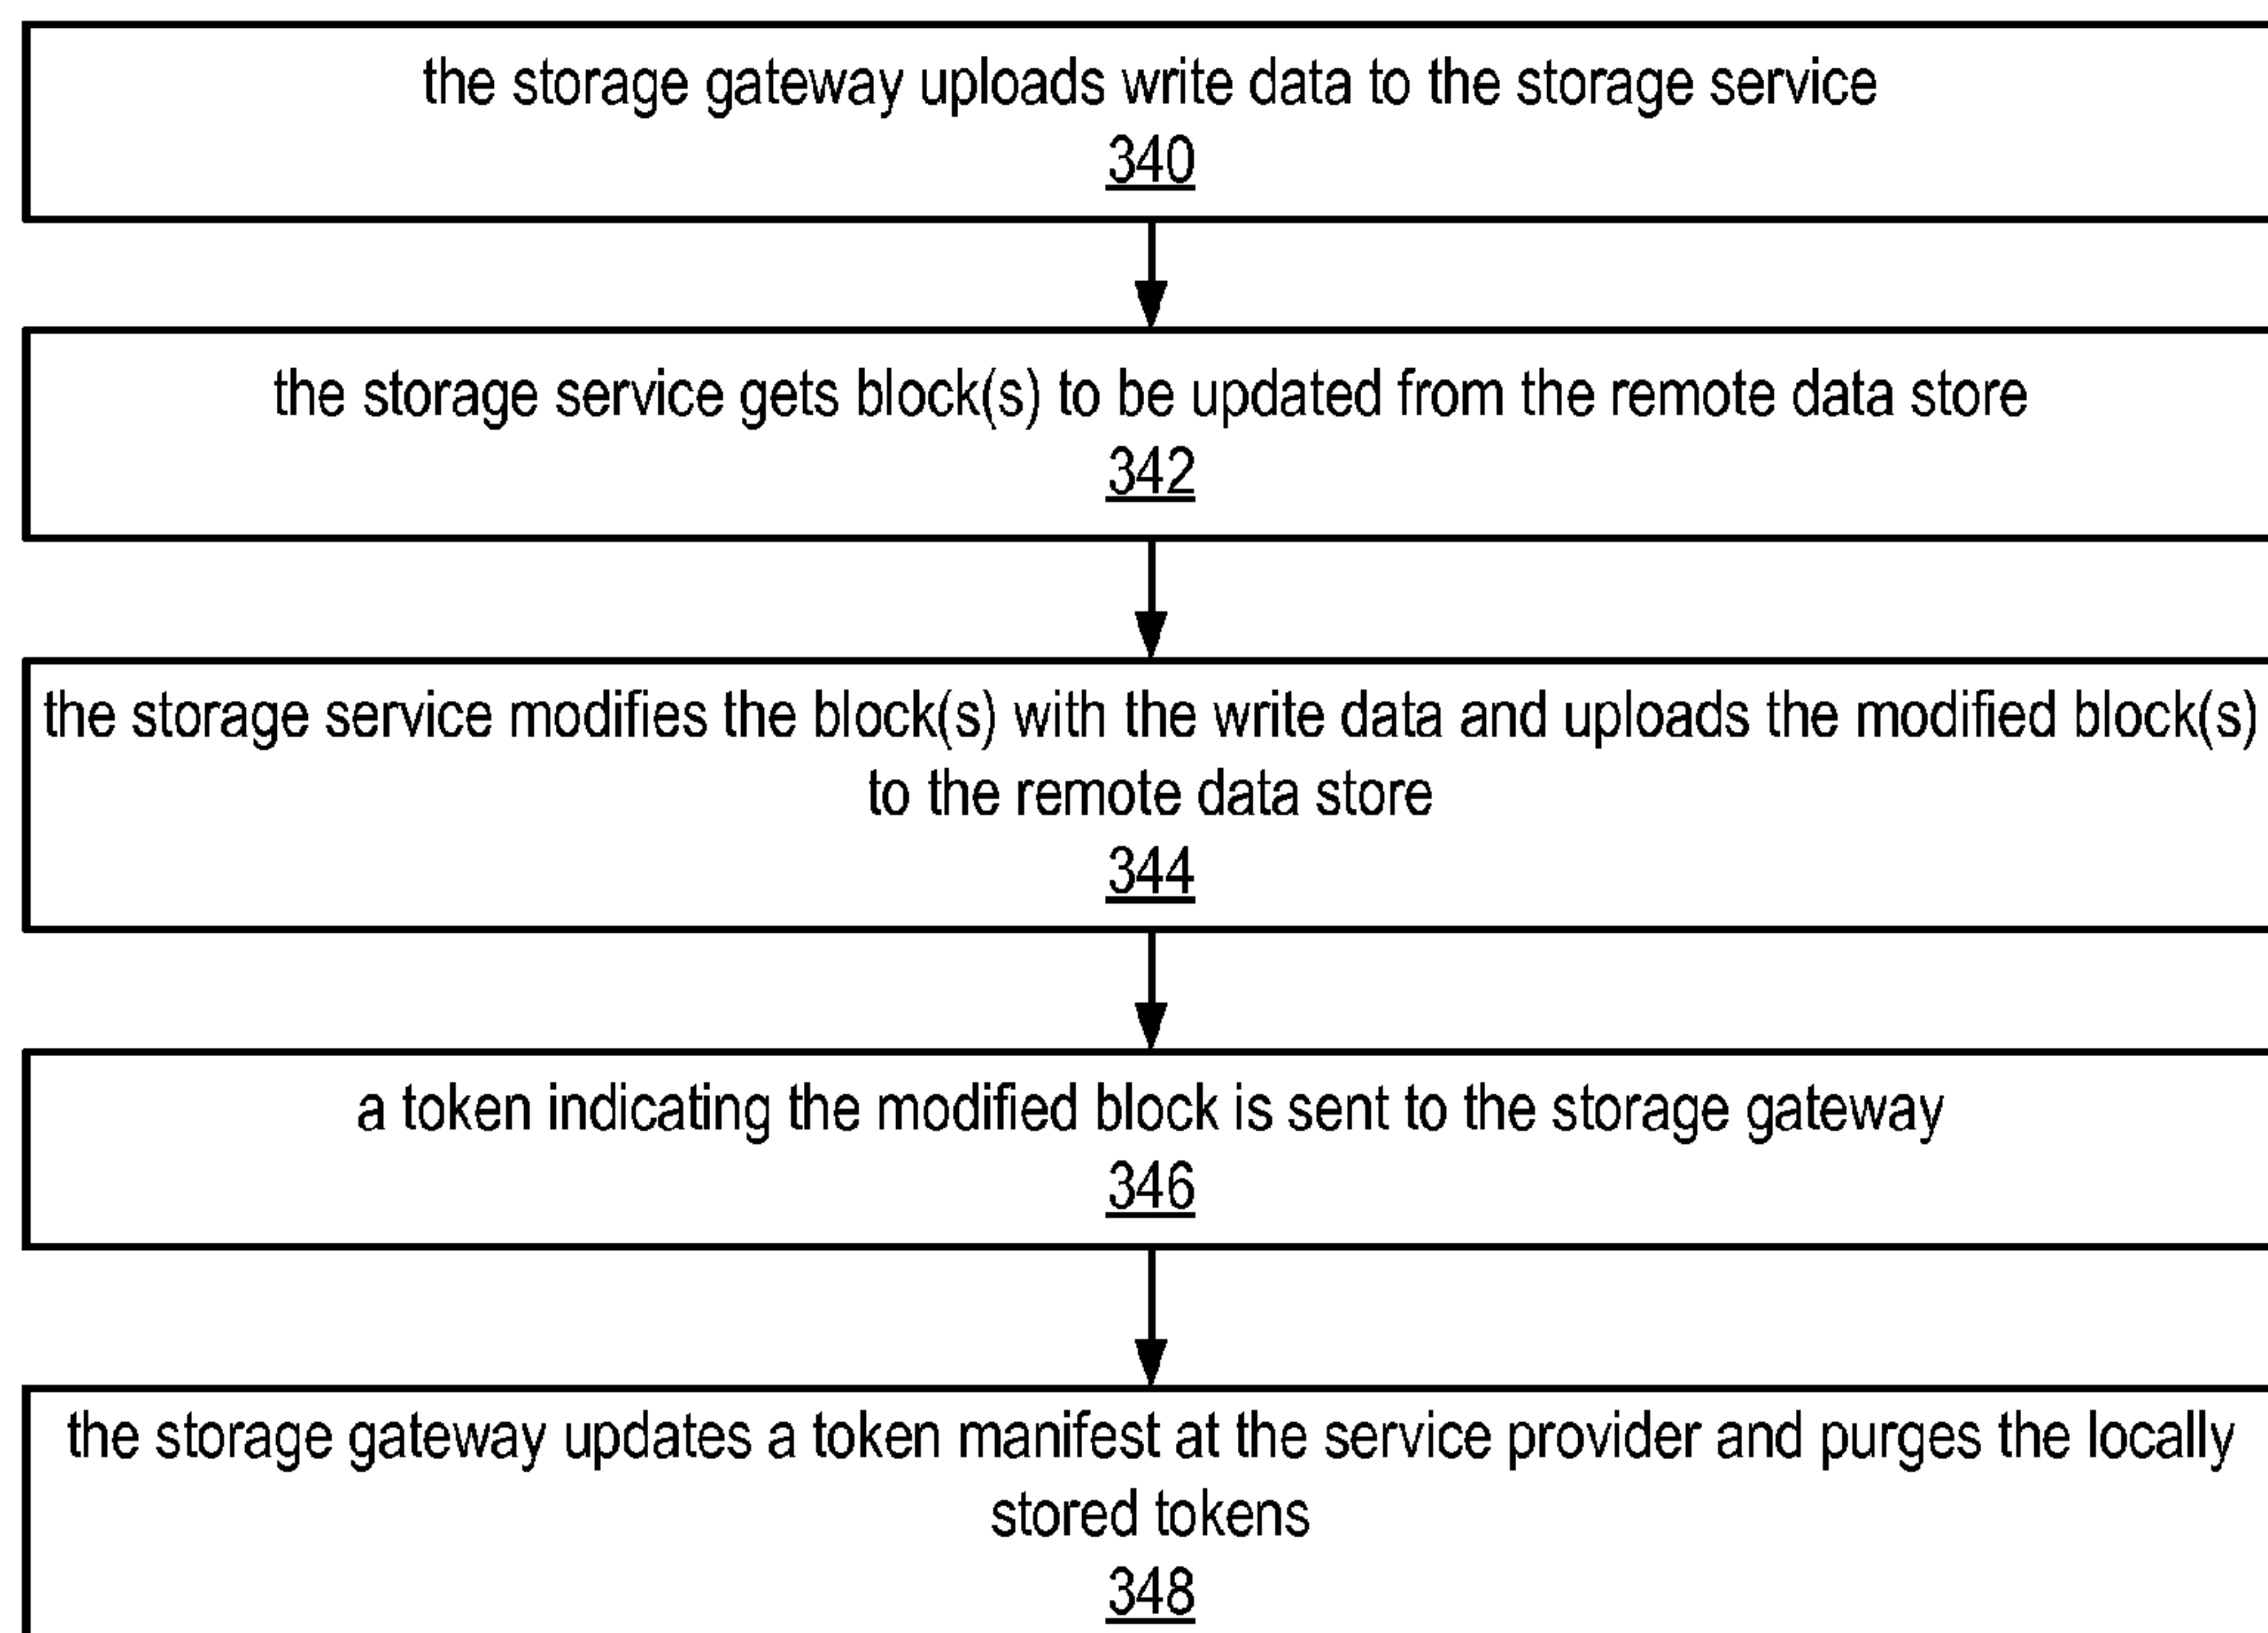 the storage gateway uploads write data to the storage service
340
the storage service gets block(s) to be updated from the remote data store
342
the storage service modifies the block(s) with the write data and uploads the modified block(s)
to the remote data store
344
a token indicating the modified block is sent to the storage gateway
346
the storage gateway updates a token manifest at the service provider and purges the locally
stored tokens
348